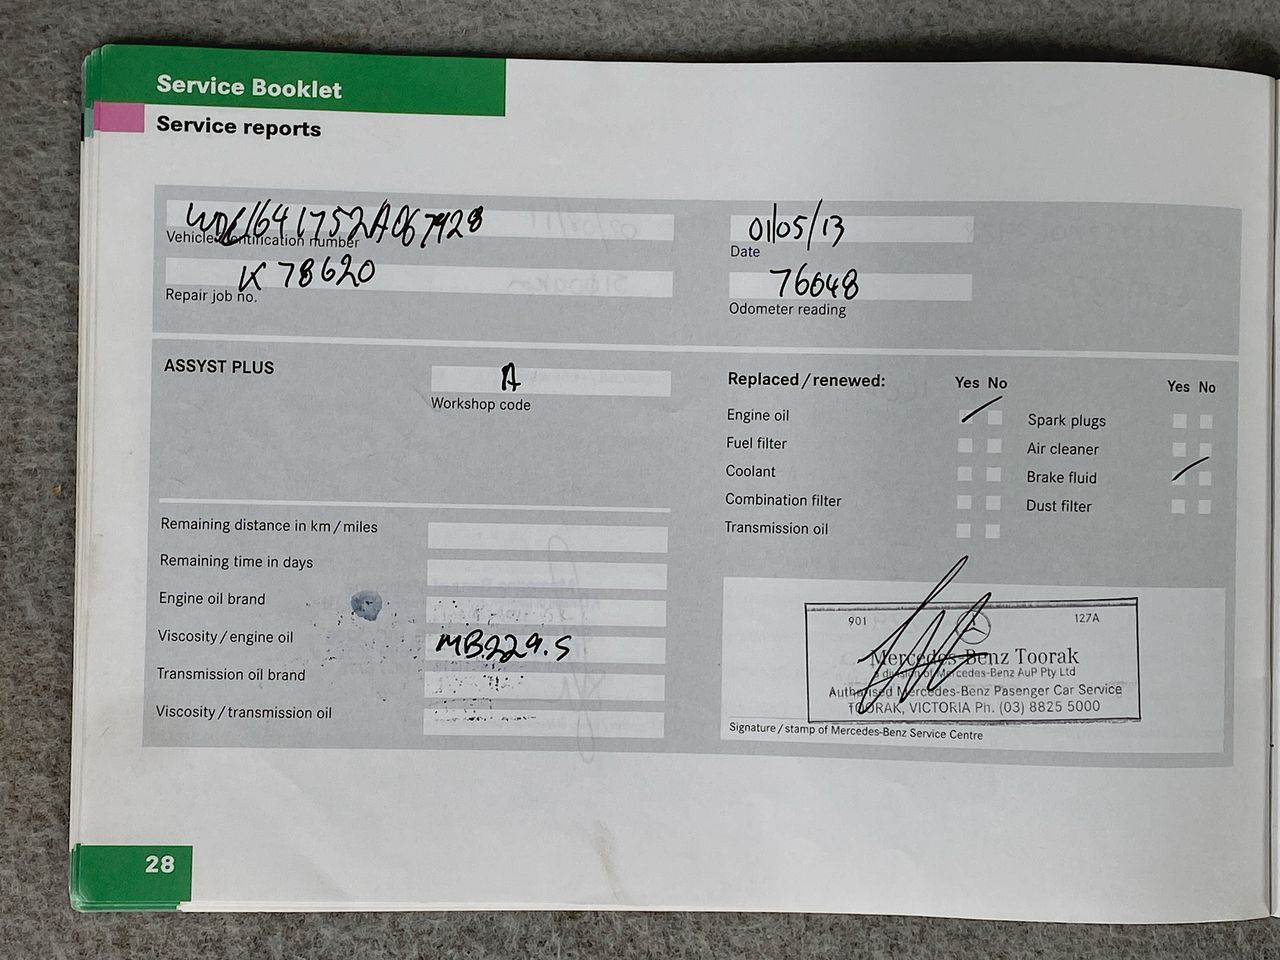 Service Booklet
Service reports
WDC1641752A067928
Vehicle identification number
01/05/13
Date
K 78620
Repair job no.
76048
Odometer reading
ASSYST PLUS
A
Workshop code
Replaced / renewed: Yes No Yes No
Engine oil
Spark plugs
Fuel filter
Air cleaner
Coolant
Brake fluid
Combination filter
Dust filter
Transmission oil
Remaining distance in km / miles
Remaining time in days
Engine oil brand
Viscosity / engine oil MB229.5
Transmission oil brand
Viscosity / transmission oil
901 127A
Mercedes-Benz Toorak
a division of Mercedes-Benz AuP Pty Ltd
Authorised Mercedes-Benz Pasenger Car Service
TOORAK, VICTORIA Ph. (03) 8825 5000
Signature / stamp of Mercedes-Benz Service Centre
28